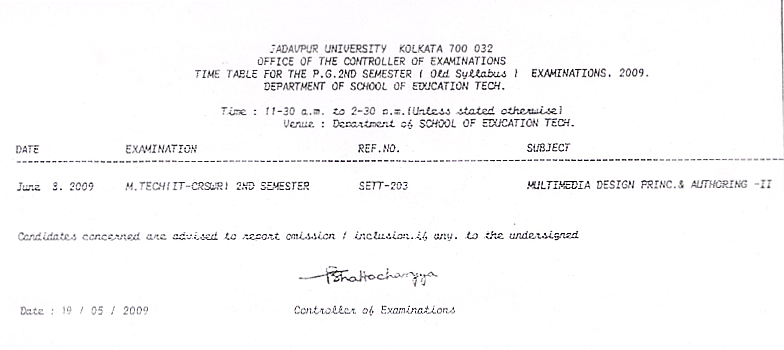 JADAVPUR UNIVERSITY KOLKATA 700 032
OFFICE OF THE CONTROLLER OF EXAMINATIONS
TIME TABLE FOR THE P.G.2ND SEMESTER ( Old Syllabus ) EXAMINATIONS, 2009.
DEPARTMENT OF SCHOOL OF EDUCATION TECH.
Time : 11-30 a.m. to 2-30 p.m.(Unless stated otherwise)
Venue : Department of SCHOOL OF EDUCATION TECH.
DATE EXAMINATION REF.NO. SUBJECT
June 3, 2009 M.TECH(IT-CRSWR) 2ND SEMESTER SETT-203 MULTIMEDIA DESIGN PRINC.& AUTHORING -II
Candidates concerned are advised to report omission / inclusion,if any, to the undersigned
Bhattacharyya
Date : 19 / 05 / 2009 Controller of Examinations